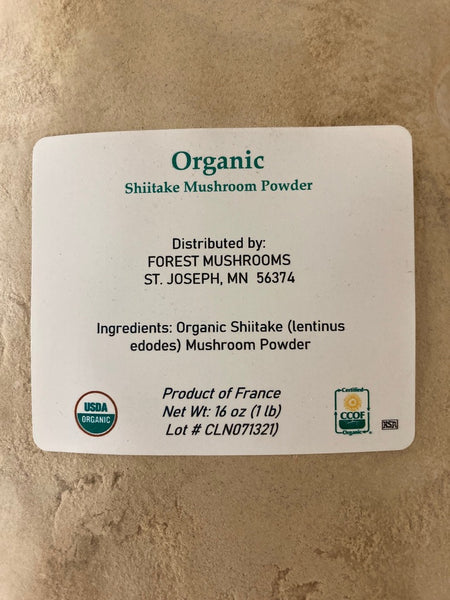 Organic
Shiitake Mushroom Powder
Distributed by:
FOREST MUSHROOMS
ST. JOSEPH, MN 56374
Ingredients: Organic Shiitake (lentinus
edodes) Mushroom Powder
Product of France
Net Wt: 16 oz (1 lb)
Lot # CLN071321)
USDA
ORGANIC
Certified
CCOF
Organic